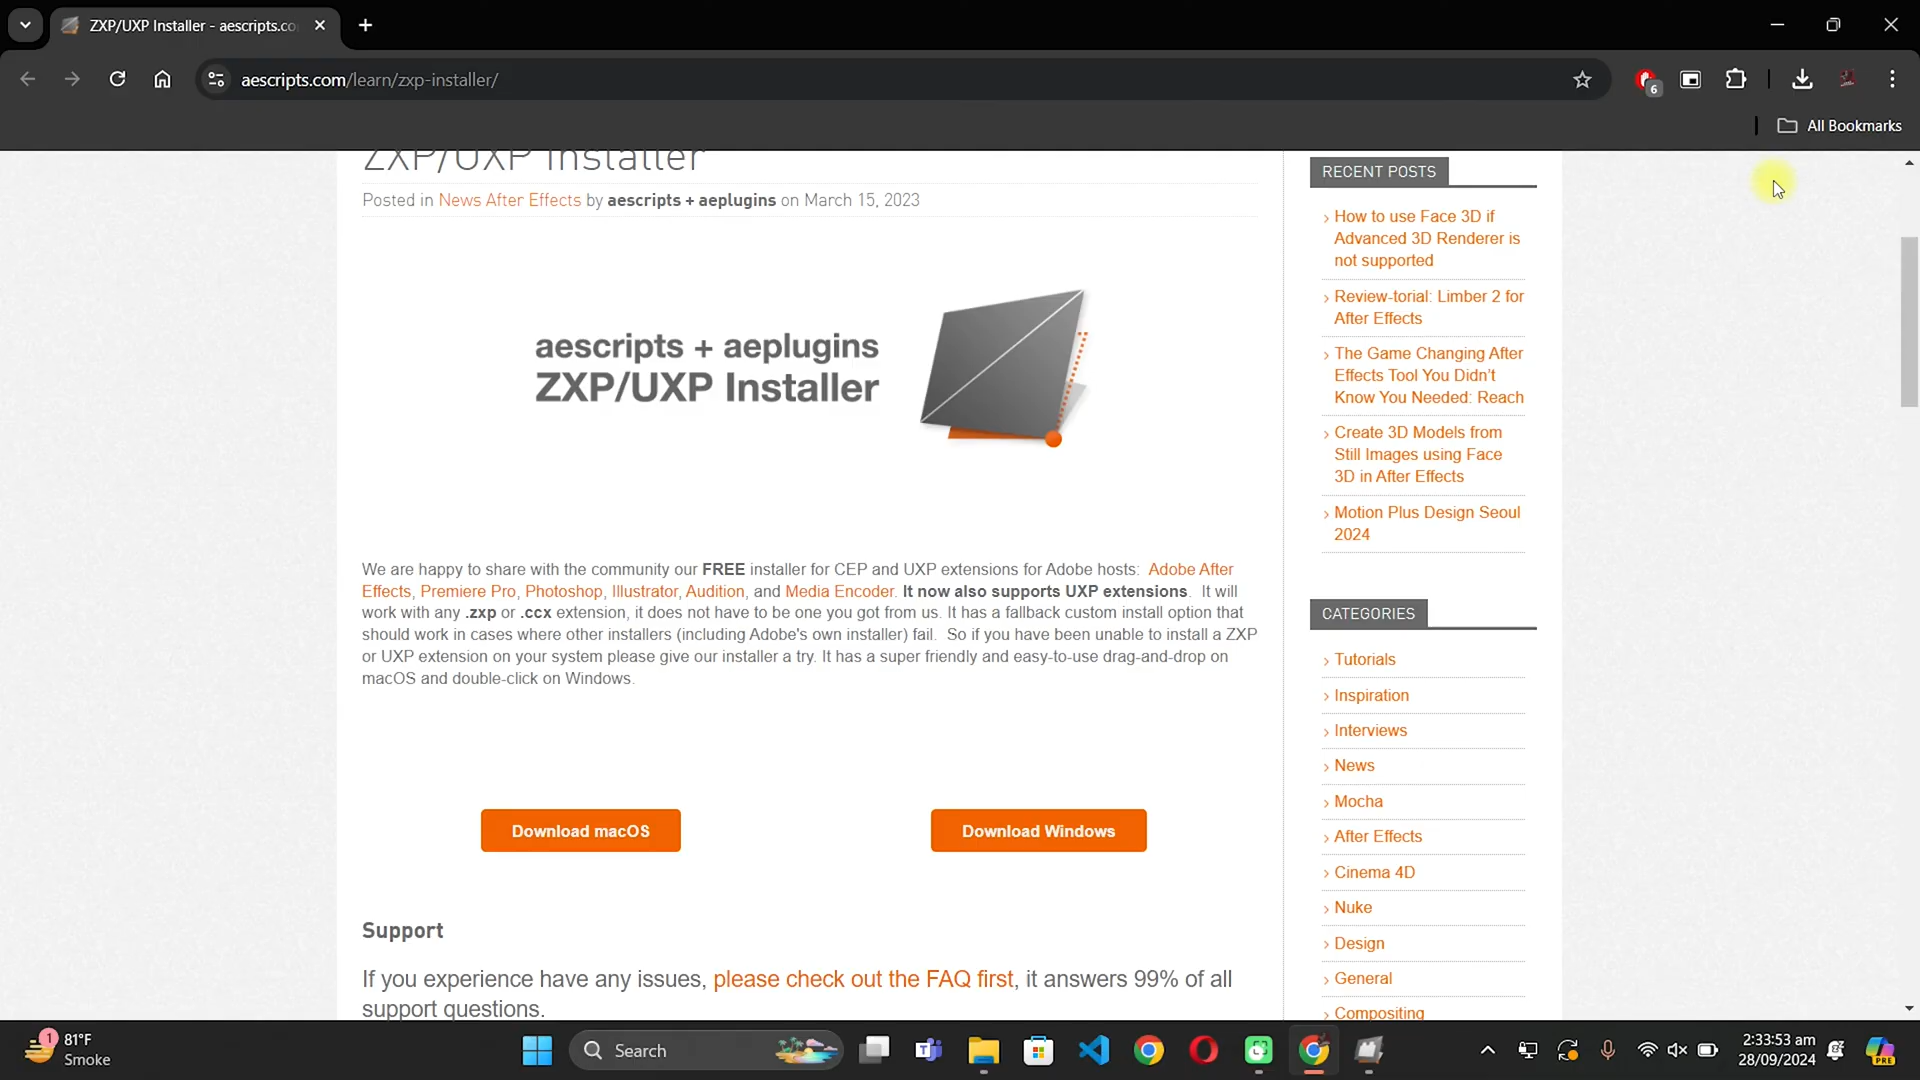 ZXP/UXP Installer - aescripts.co
aescripts.com/learn/zxp-installer/
6
All Bookmarks
ZXP/UXP Installer
Posted in News After Effects by aescripts + aeplugins on March 15, 2023
aescripts + aeplugins
ZXP/UXP Installer
We are happy to share with the community our FREE installer for CEP and UXP extensions for Adobe hosts: Adobe After
Effects, Premiere Pro, Photoshop, Illustrator, Audition, and Media Encoder. It now also supports UXP extensions. It will
work with any .zxp or .ccx extension, it does not have to be one you got from us. It has a fallback custom install option that
should work in cases where other installers (including Adobe's own installer) fail. So if you have been unable to install a ZXP
or UXP extension on your system please give our installer a try. It has a super friendly and easy-to-use drag-and-drop on
macOS and double-click on Windows.
Download macOS
Download Windows
Support
If you experience have any issues, please check out the FAQ first, it answers 99% of all
support questions.
RECENT POSTS
How to use Face 3D if
Advanced 3D Renderer is
not supported
Review-torial: Limber 2 for
After Effects
The Game Changing After
Effects Tool You Didn't
Know You Needed: Reach
Create 3D Models from
Still Images using Face
3D in After Effects
Motion Plus Design Seoul
2024
CATEGORIES
Tutorials
Inspiration
Interviews
News
Mocha
After Effects
Cinema 4D
Nuke
Design
General
Compositing
1
81°F
Smoke
Search
2:33:53 am
28/09/2024
PRE